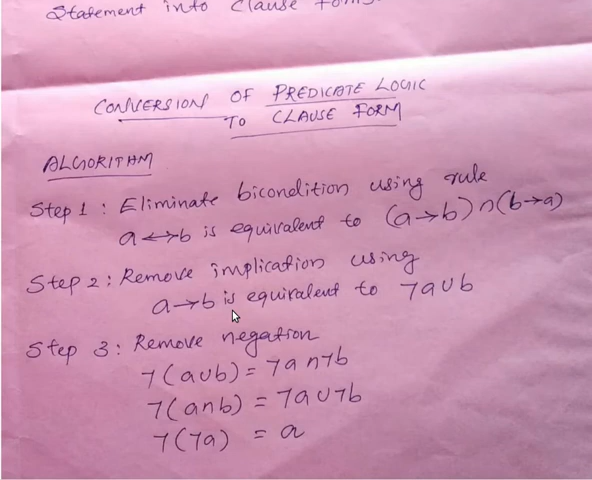 Statement into Clause form.
CONVERSION OF PREDICATE LOGIC
TO CLAUSE FORM
ALGORITHM
Step 1 : Eliminate bicondition using rule
a ↔ b is equivalent to (a → b) ∩ (b → a)
Step 2 : Remove implication using
a → b is equivalent to ¬a ∪ b
Step 3 : Remove negation
¬(a ∪ b) = ¬a ∩ ¬b
¬(a ∩ b) = ¬a ∪ ¬b
¬(¬a) = a